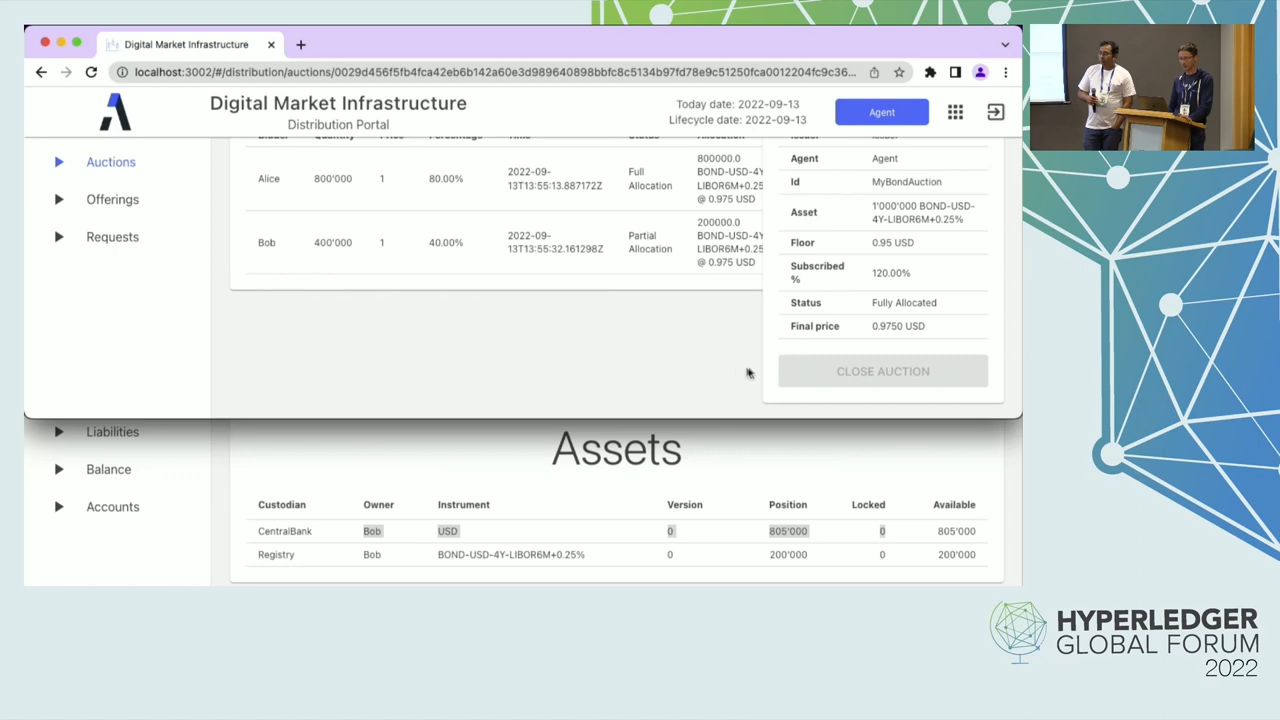 Digital Market Infrastructure
localhost:3002/#/distribution/auctions/0029d456f5fb4fca42eb6b142a60e3d989640898bbfc8c5134b97fd78e9c51250fca0012204fc9c36...
Digital Market Infrastructure
Distribution Portal
Today date: 2022-09-13
Lifecycle date: 2022-09-13
Agent
Auctions
Offerings
Requests
Alice 800'000 1 80.00% 2022-09-13T13:55:13.887172Z Full Allocation 800000.0 BOND-USD-4Y LIBOR6M+0.25 @ 0.975 USD
Bob 400'000 1 40.00% 2022-09-13T13:55:32.161298Z Partial Allocation 200000.0 BOND-USD-4Y LIBOR6M+0.25 @ 0.975 USD
Agent Agent
Id MyBondAuction
Asset 1'000'000 BOND-USD-4Y-LIBOR6M+0.25%
Floor 0.95 USD
Subscribed % 120.00%
Status Fully Allocated
Final price 0.9750 USD
CLOSE AUCTION
Liabilities
Balance
Accounts
Assets
Custodian Owner Instrument Version Position Locked Available
CentralBank Bob USD 0 805'000 0 805'000
Registry Bob BOND-USD-4Y-LIBOR6M+0.25% 0 200'000 0 200'000
HYPERLEDGER
GLOBAL FORUM
2022